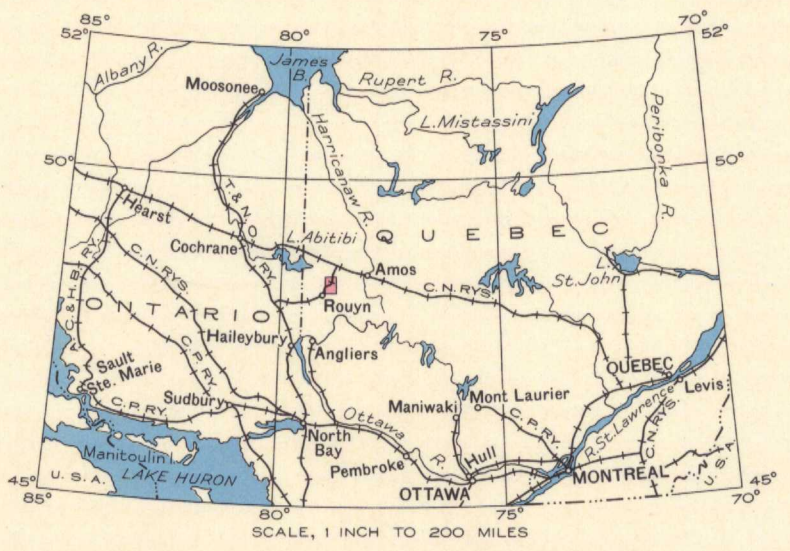 85°
80°
75°
70°
52°
52°
Albany R.
James
B.
Moosonee
Rupert R.
L. Mistassini
Peribonka R.
Harricanaw R.
50°
50°
T. & N. O.
RY.
Hearst
Cochrane
L. Abitibi
QUEBEC
Amos
C. N. RYS.
C. N. RYS.
L.
St. John
A. C. & H. B. RY.
ONTARIO
Rouyn
Haileybury
Angliers
C. P. RY.
Sault
Ste. Marie
Sudbury
C. P. RY.
QUEBEC
Levis
Mont Laurier
Maniwaki
C. P. RY.
R. St. Lawrence
C. N. RYS.
Ottawa
R.
North
Bay
Pembroke
Hull
OTTAWA
MONTREAL
Manitoulin I.
LAKE HURON
U. S. A.
U. S. A.
45°
45°
85°
80°
75°
70°
SCALE, 1 INCH TO 200 MILES